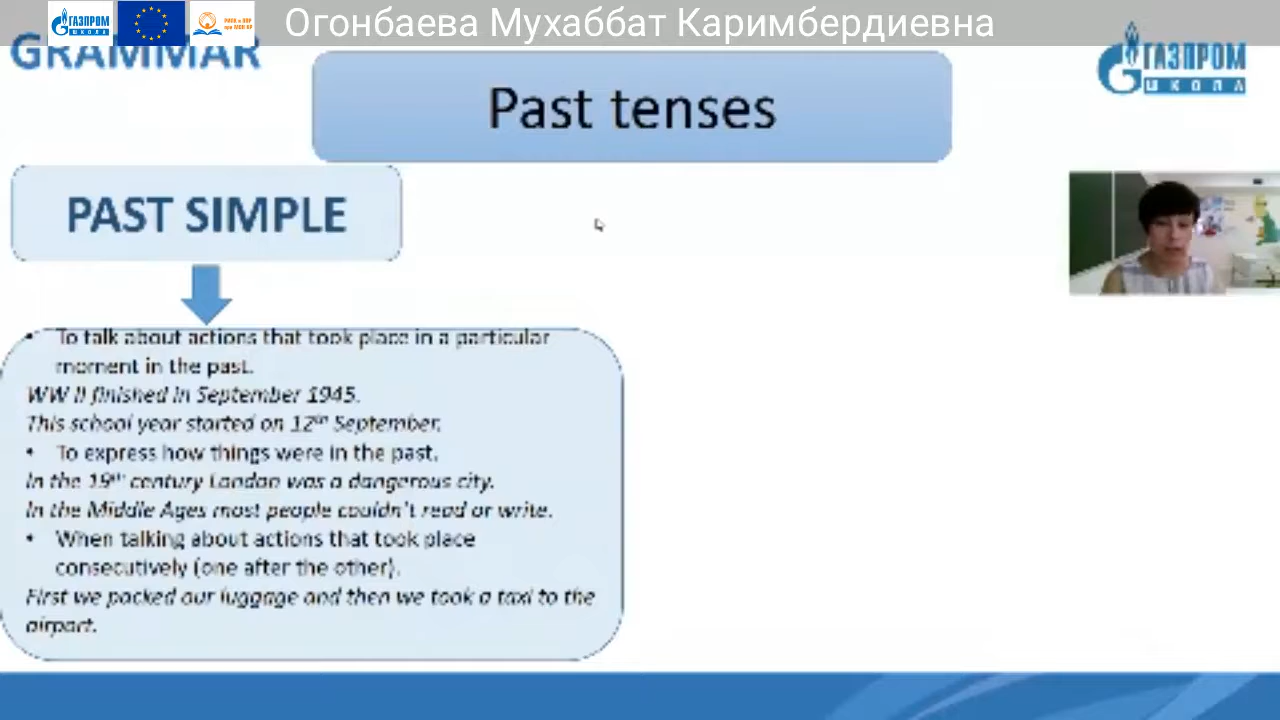 Огонбаева Мухаббат Каримбердиевна
GRAMMAR
ГАЗПРОМ
ШКОЛА
Past tenses
PAST SIMPLE
• To talk about actions that took place in a particular
moment in the past.
WW II finished in September 1945.
This school year started on 12th September.
• To express how things were in the past.
In the 19th century London was a dangerous city.
In the Middle Ages most people couldn't read or write.
• When talking about actions that took place
consecutively (one after the other).
First we packed our luggage and then we took a taxi to the
airport.